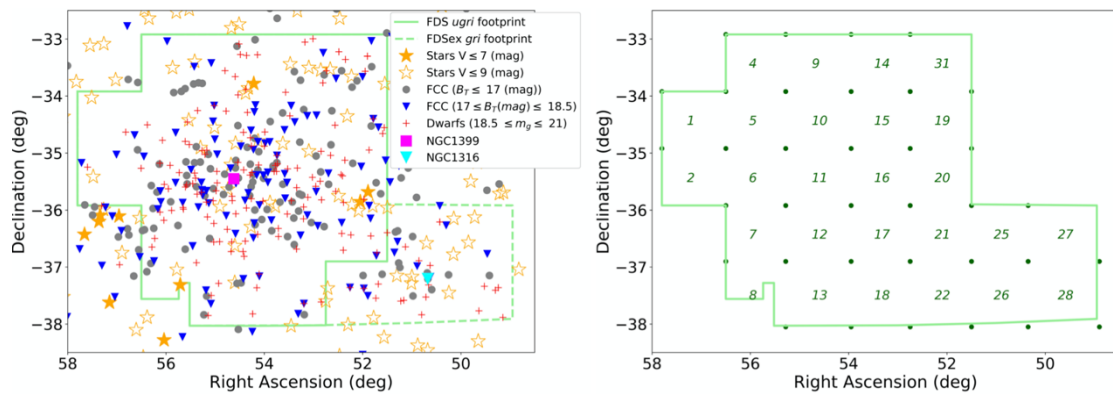 FDS ugri footprint
FDSex gri footprint
Stars V ≤ 7 (mag)
Stars V ≤ 9 (mag)
FCC (B_T ≤ 17 (mag))
FCC (17 ≤ B_T(mag) ≤ 18.5)
Dwarfs (18.5 ≤ m_g ≤ 21)
NGC1399
NGC1316
−33
−34
−35
−36
−37
−38
Declination (deg)
58 56 54 52 50
Right Ascension (deg)
−33
−34
−35
−36
−37
−38
Declination (deg)
4 9 14 31
1 5 10 15 19
2 6 11 16 20
7 12 17 21 25 27
8 13 18 22 26 28
58 56 54 52 50
Right Ascension (deg)